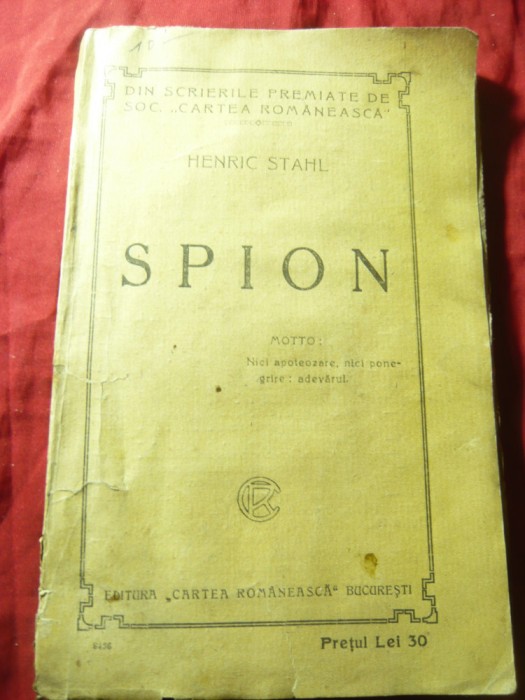 DIN SCRIERILE PREMIATE DE
SOC. „CARTEA ROMÂNEASCĂ"
HENRIC STAHL
SPION
MOTTO:
Nici apoteozare, nici pone-
grire: adevărul.
EDITURA „CARTEA ROMÂNEASCĂ" BUCUREȘTI
Prețul Lei 30